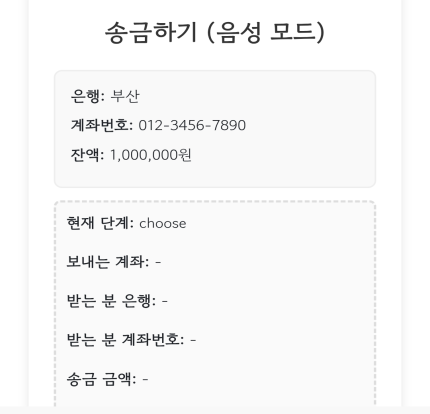 송금하기 (음성 모드)
은행: 부산
계좌번호: 012-3456-7890
잔액: 1,000,000원
현재 단계: choose
보내는 계좌: -
받는 분 은행: -
받는 분 계좌번호: -
송금 금액: -